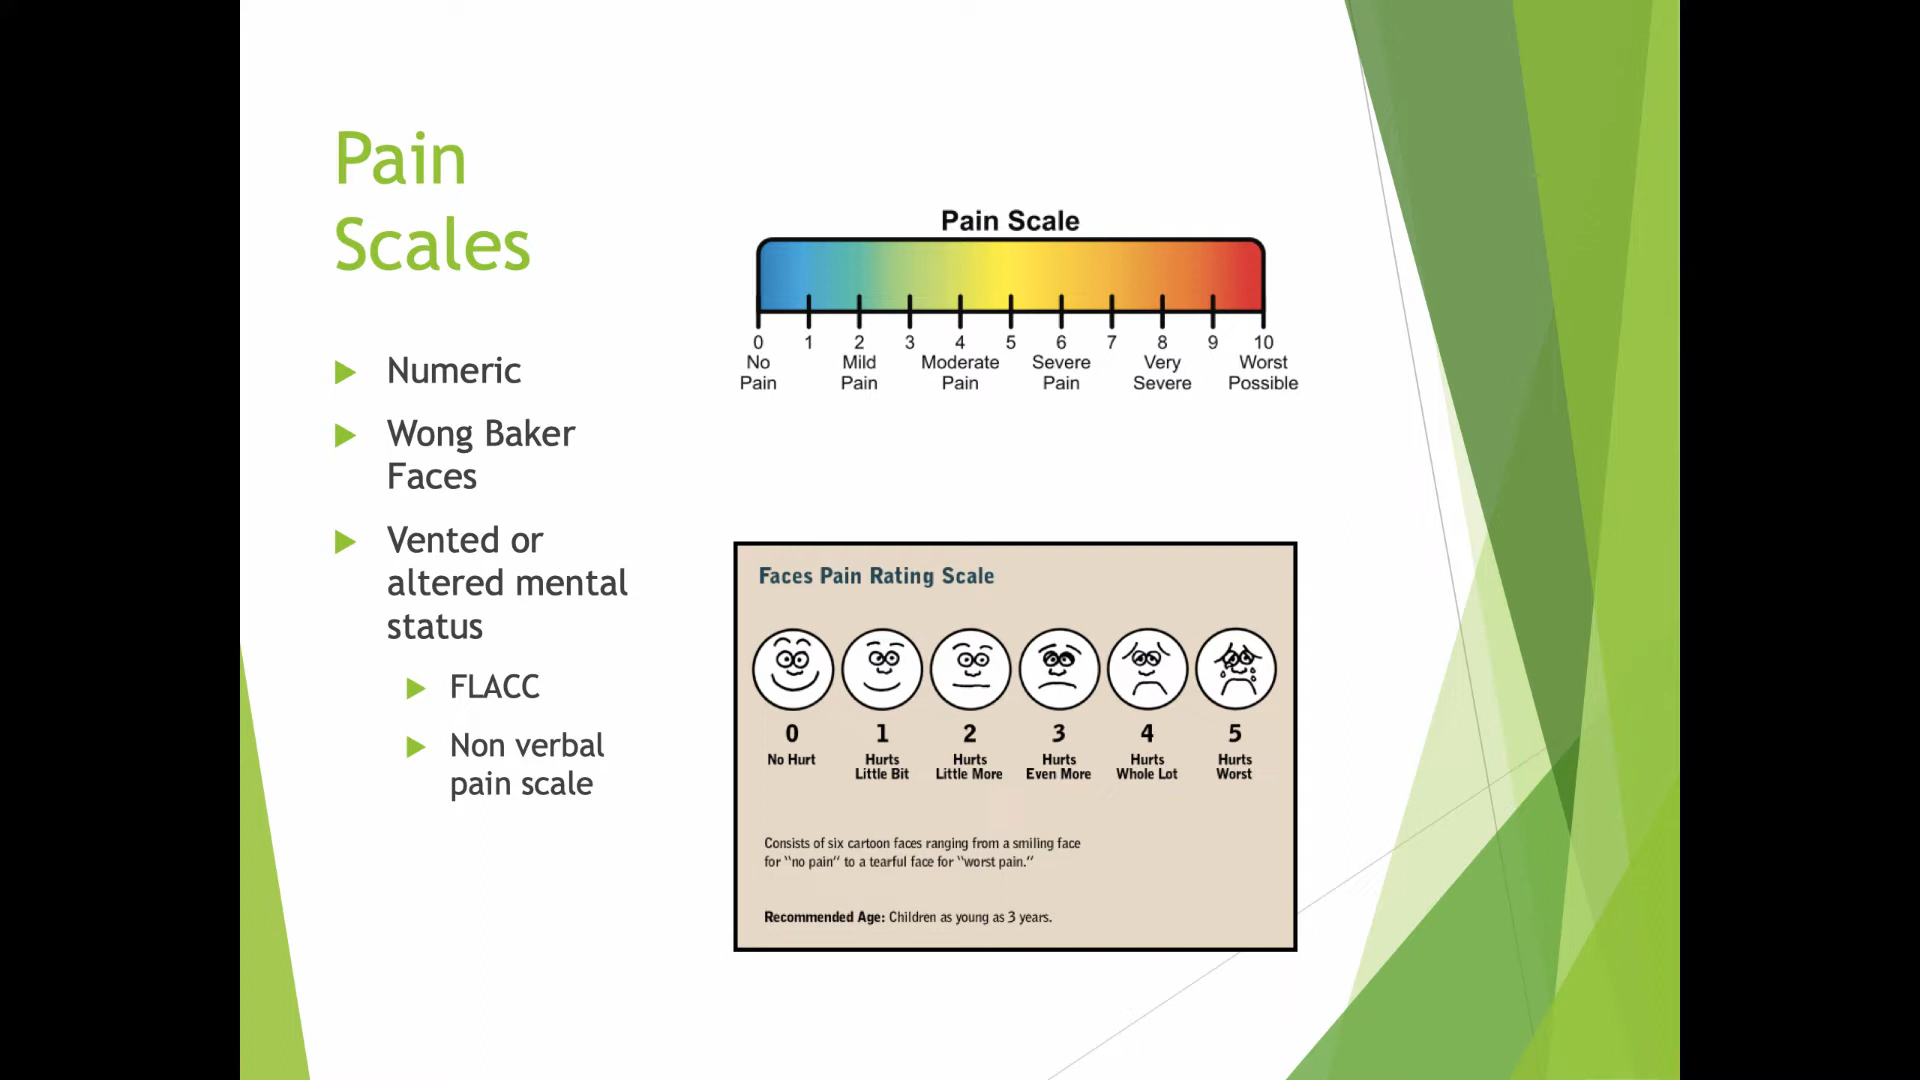 Pain
Scales
Numeric
Wong Baker
Faces
Vented or
altered mental
status
FLACC
Non verbal
pain scale
Pain Scale
0 1 2 3 4 5 6 7 8 9 10
No Mild Moderate Severe Very Worst
Pain Pain Pain Pain Severe Possible
Faces Pain Rating Scale
0 1 2 3 4 5
No Hurt Hurts Hurts Hurts Hurts Hurts
Little Bit Little More Even More Whole Lot Worst
Consists of six cartoon faces ranging from a smiling face
for "no pain" to a tearful face for "worst pain."
Recommended Age: Children as young as 3 years.